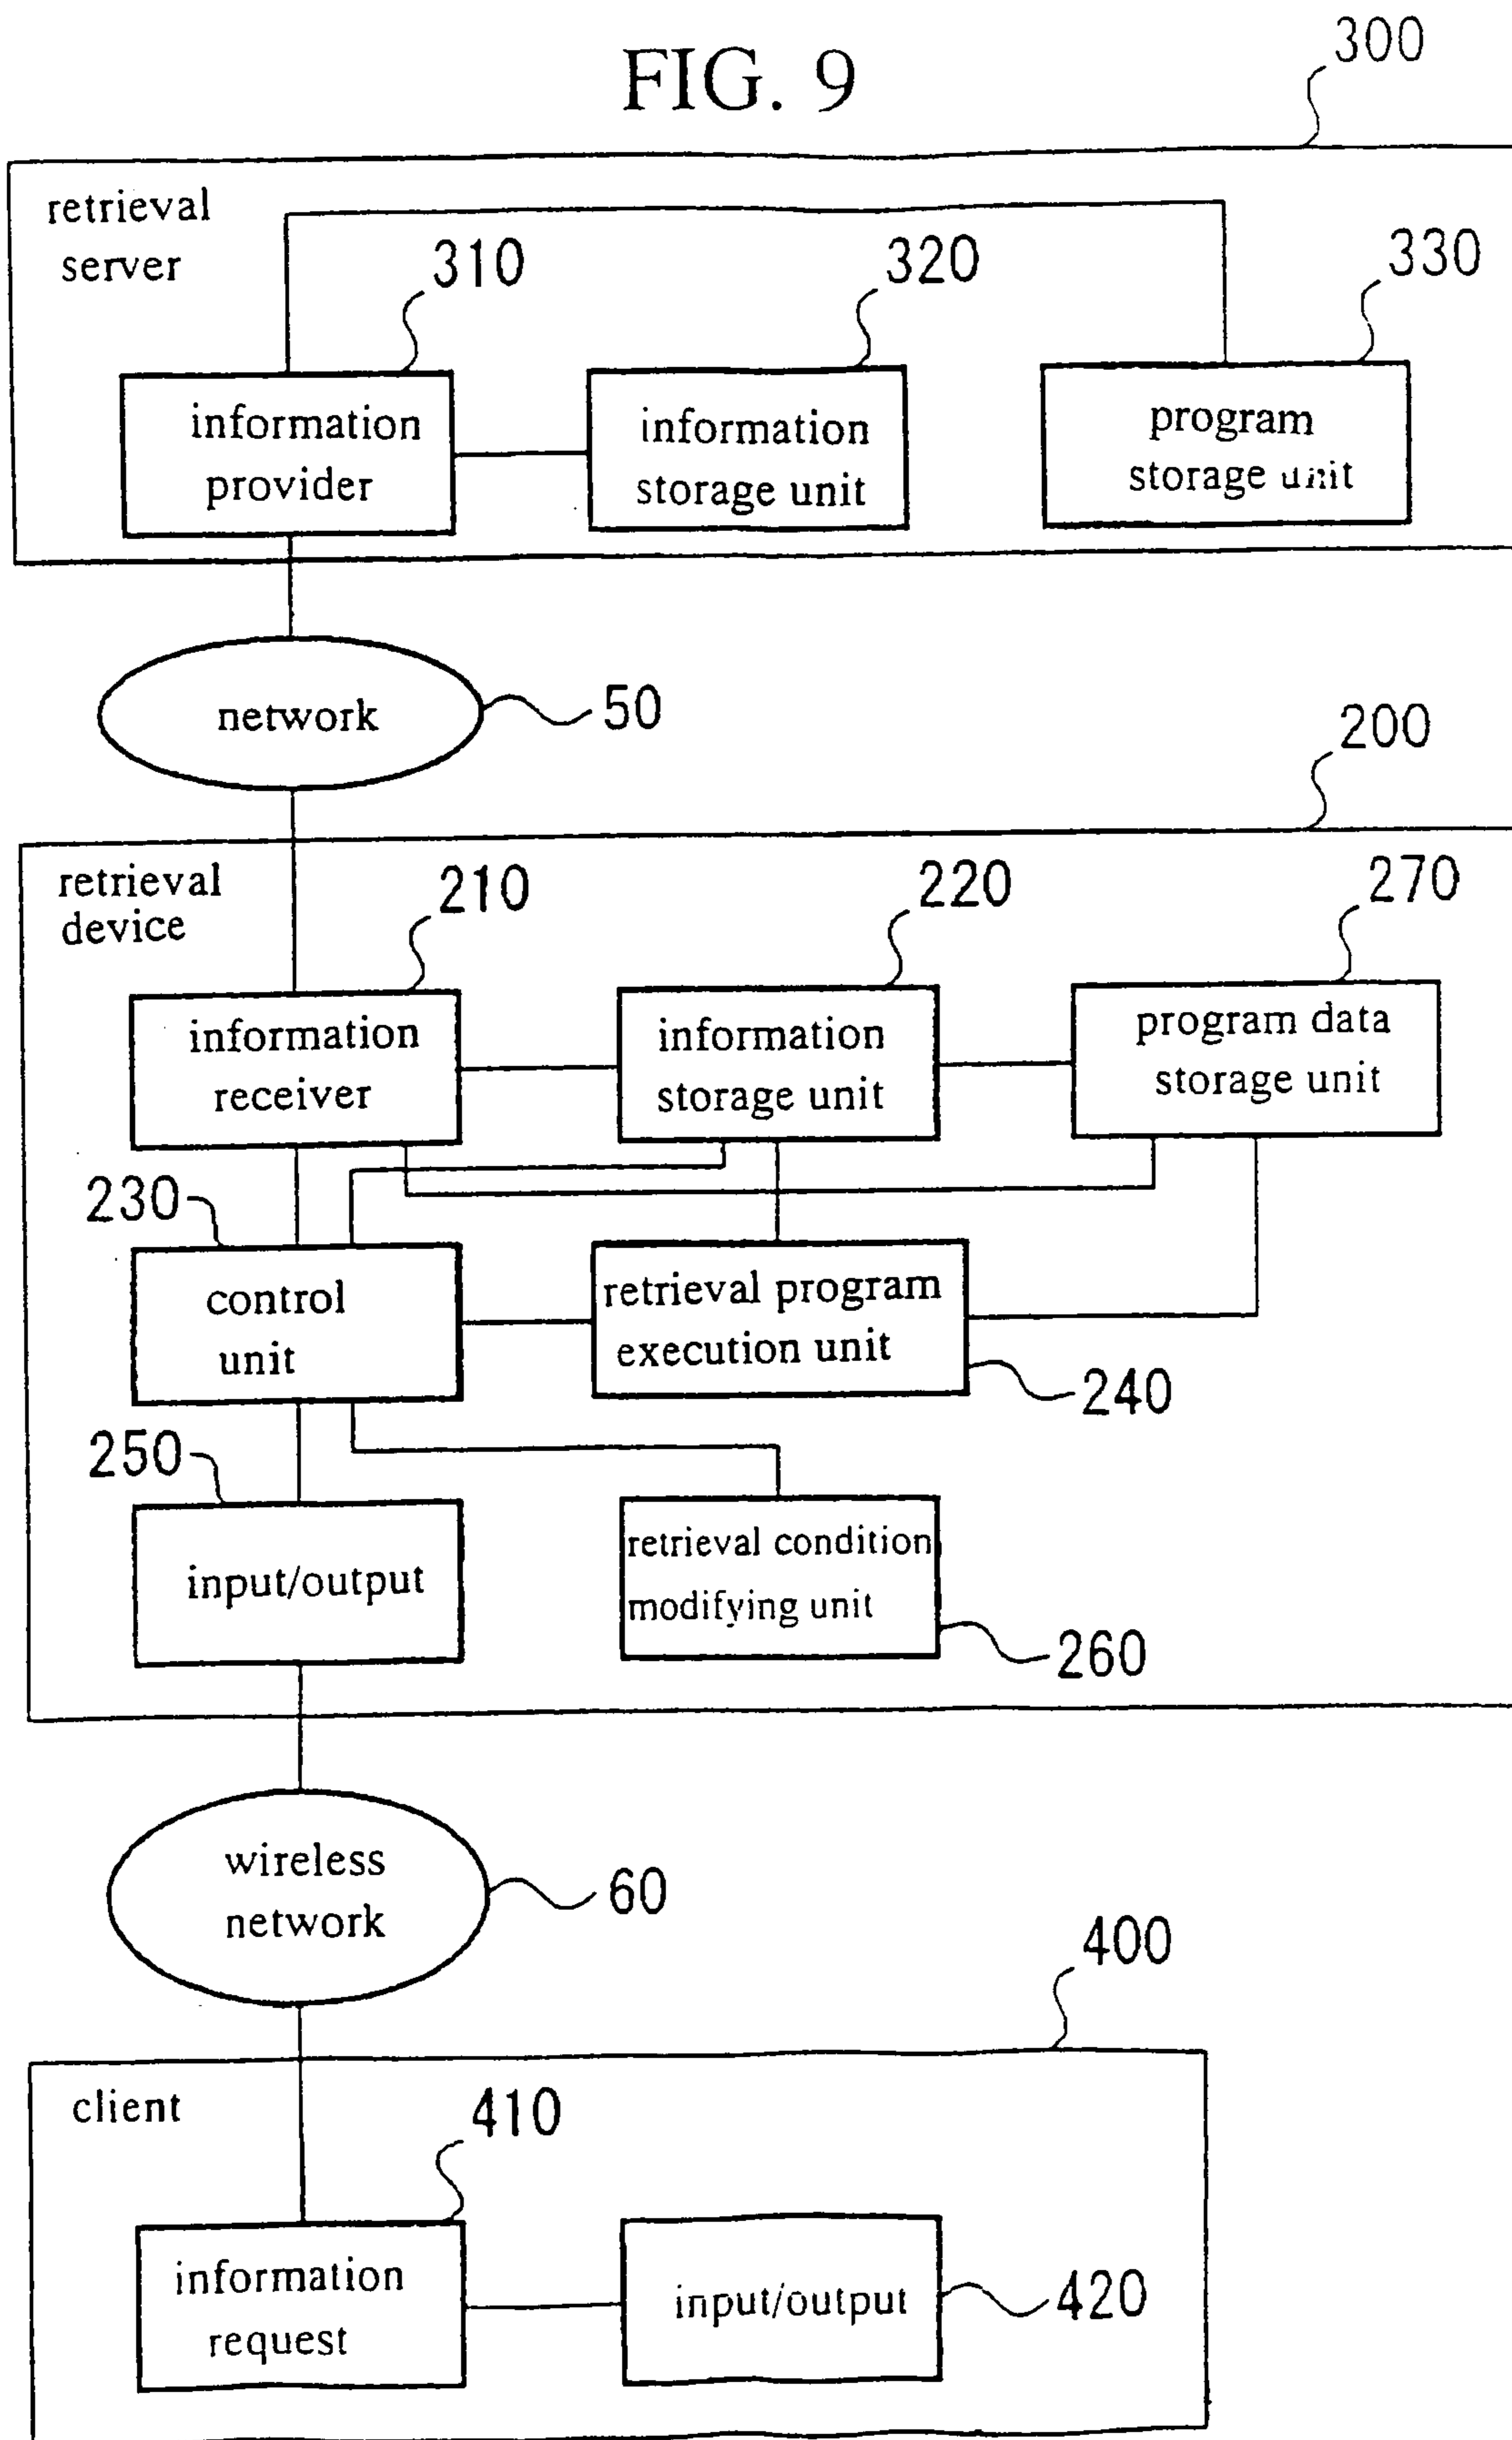 FIG. 9
300
retrieval
server
310
320
330
information
provider
information
storage unit
program
storage unit
network
50
200
retrieval
device
210
220
270
information
receiver
information
storage unit
program data
storage unit
230
control
unit
retrieval program
execution unit
240
250
input/output
retrieval condition
modifying unit
260
wireless
network
60
400
client
410
information
request
input/output
420